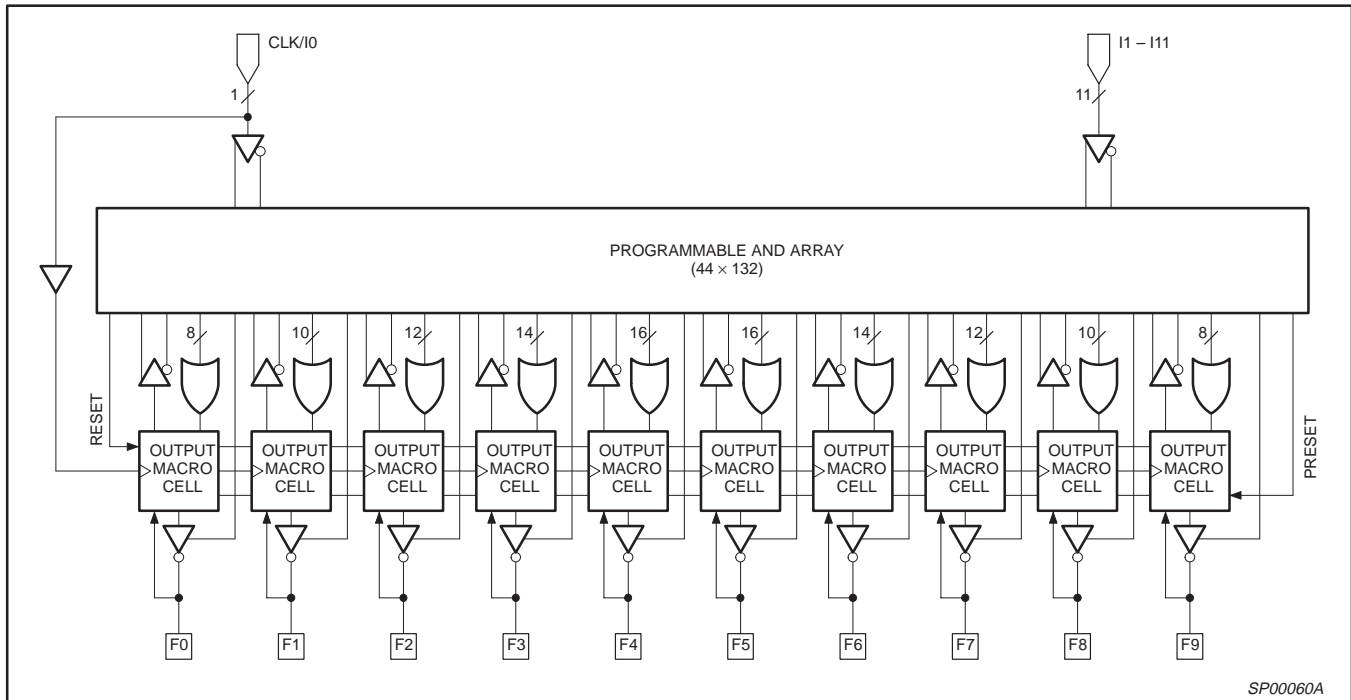 CLK/I0
I1 – I11
1
11
PROGRAMMABLE AND ARRAY
(44 × 132)
8
10
12
14
16
16
14
12
10
8
RESET
PRESET
OUTPUT
MACRO
CELL
OUTPUT
MACRO
CELL
OUTPUT
MACRO
CELL
OUTPUT
MACRO
CELL
OUTPUT
MACRO
CELL
OUTPUT
MACRO
CELL
OUTPUT
MACRO
CELL
OUTPUT
MACRO
CELL
OUTPUT
MACRO
CELL
OUTPUT
MACRO
CELL
F0
F1
F2
F3
F4
F5
F6
F7
F8
F9
SP00060A